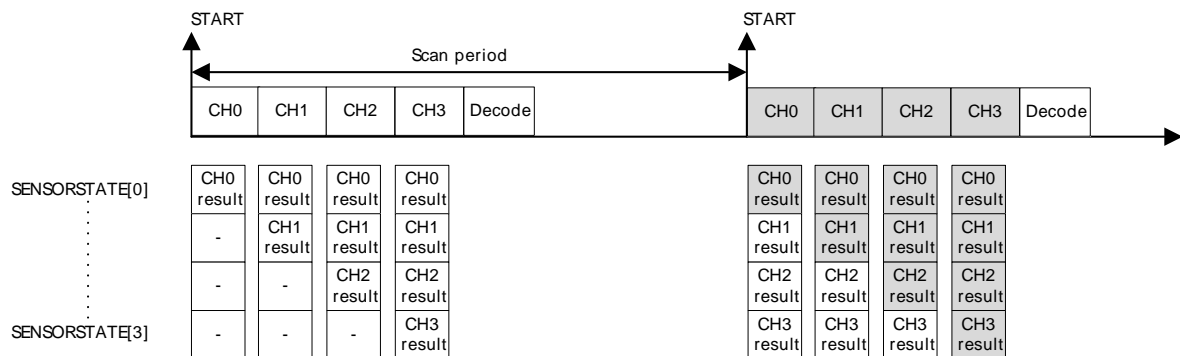 START START
Scan period
CH0 CH1 CH2 CH3 Decode CH0 CH1 CH2 CH3 Decode
SENSORSTATE[0] CH0 CH0 CH0 CH0 CH0 CH0 CH0 CH0
result result result result result result result result
- CH1 CH1 CH1 CH1 CH1 CH1 CH1
result result result result result result result
- - CH2 CH2 CH2 CH2 CH2 CH2
result result result result result result
SENSORSTATE[3] - - - CH3 CH3 CH3 CH3 CH3
result result result result result